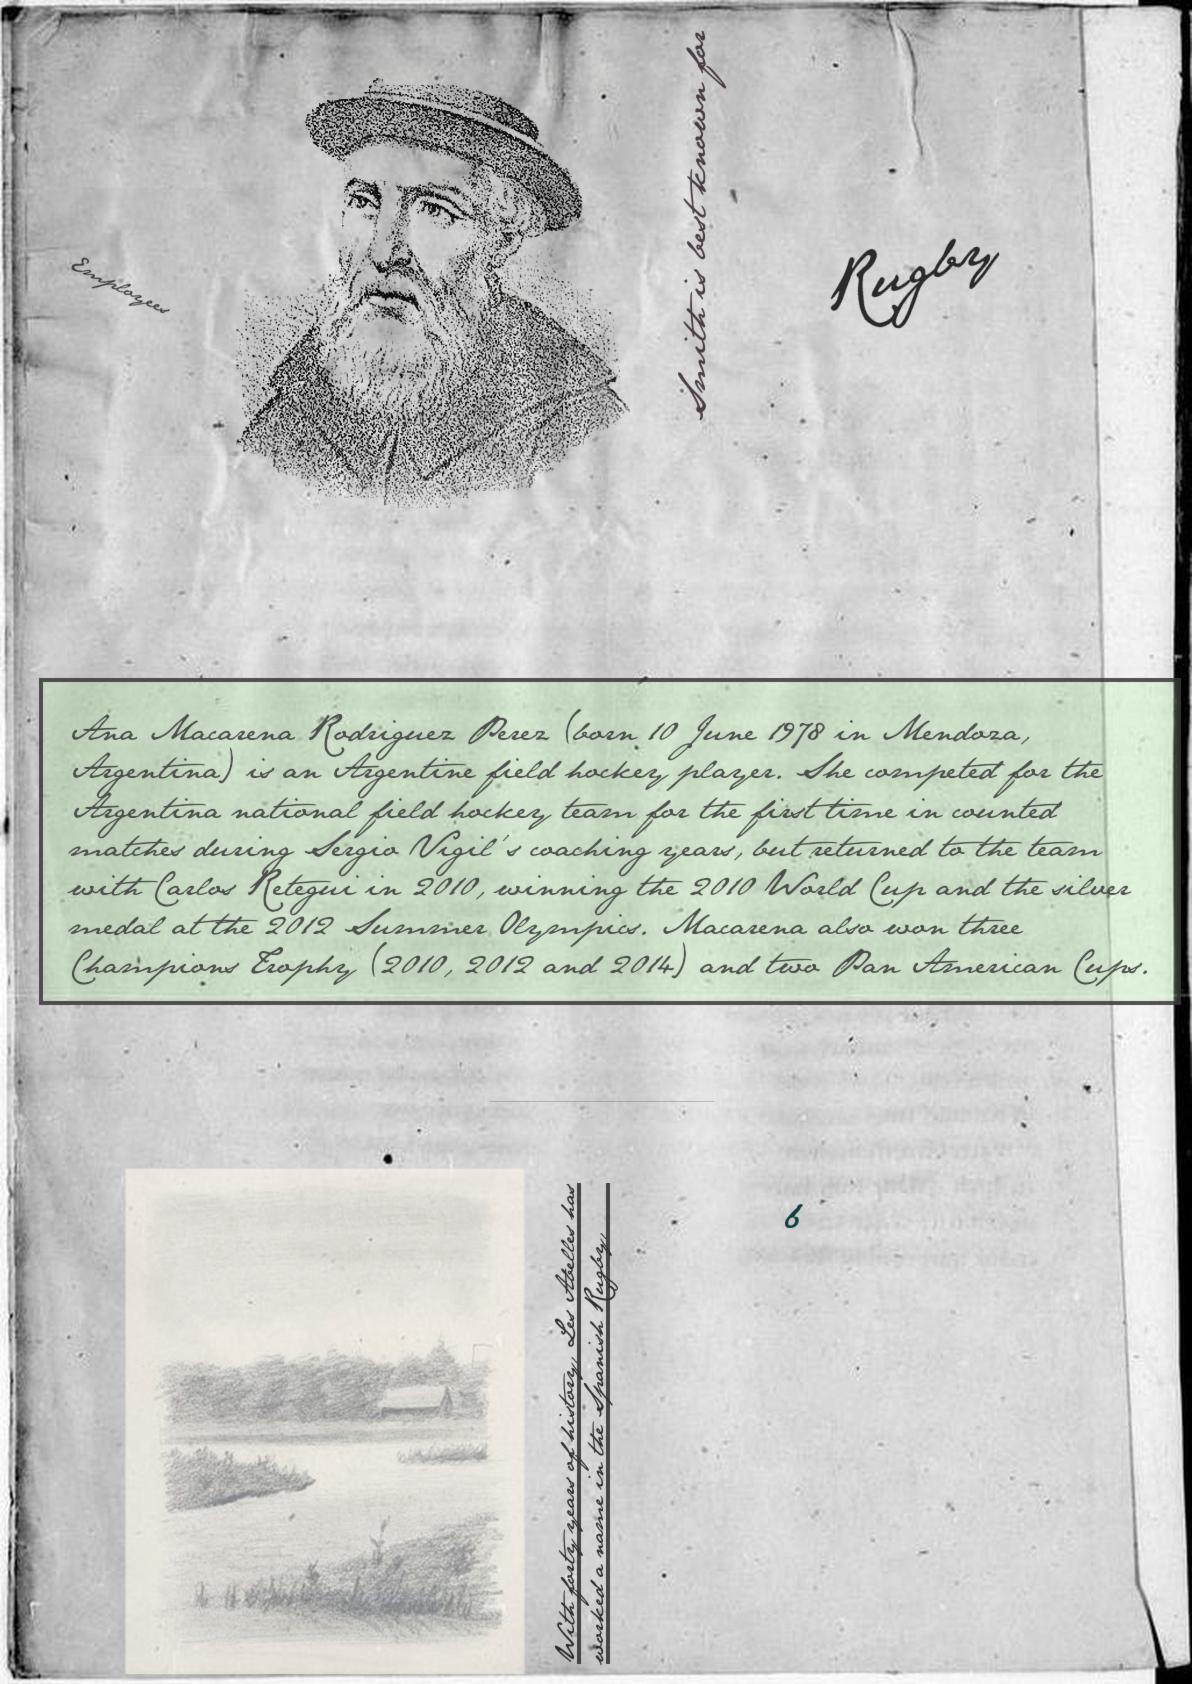 Smith is best known for
Employees
Rugby
Ana Macarena Rodriguez Perez (born 10 June 1978 in Mendoza,
Argentina) is an Argentine field hockey player. She competed for the
Argentina national field hockey team for the first time in counted
matches during Sergio Vigil's coaching years, but returned to the team
with Carlos Retegui in 2010, winning the 2010 World Cup and the silver
medal at the 2012 Summer Olympics. Macarena also won three
Champions Trophy (2010, 2012 and 2014) and two Pan American Cups.
With forty years of history, Les Abelles has
worked a name in the Spanish Rugby,
6